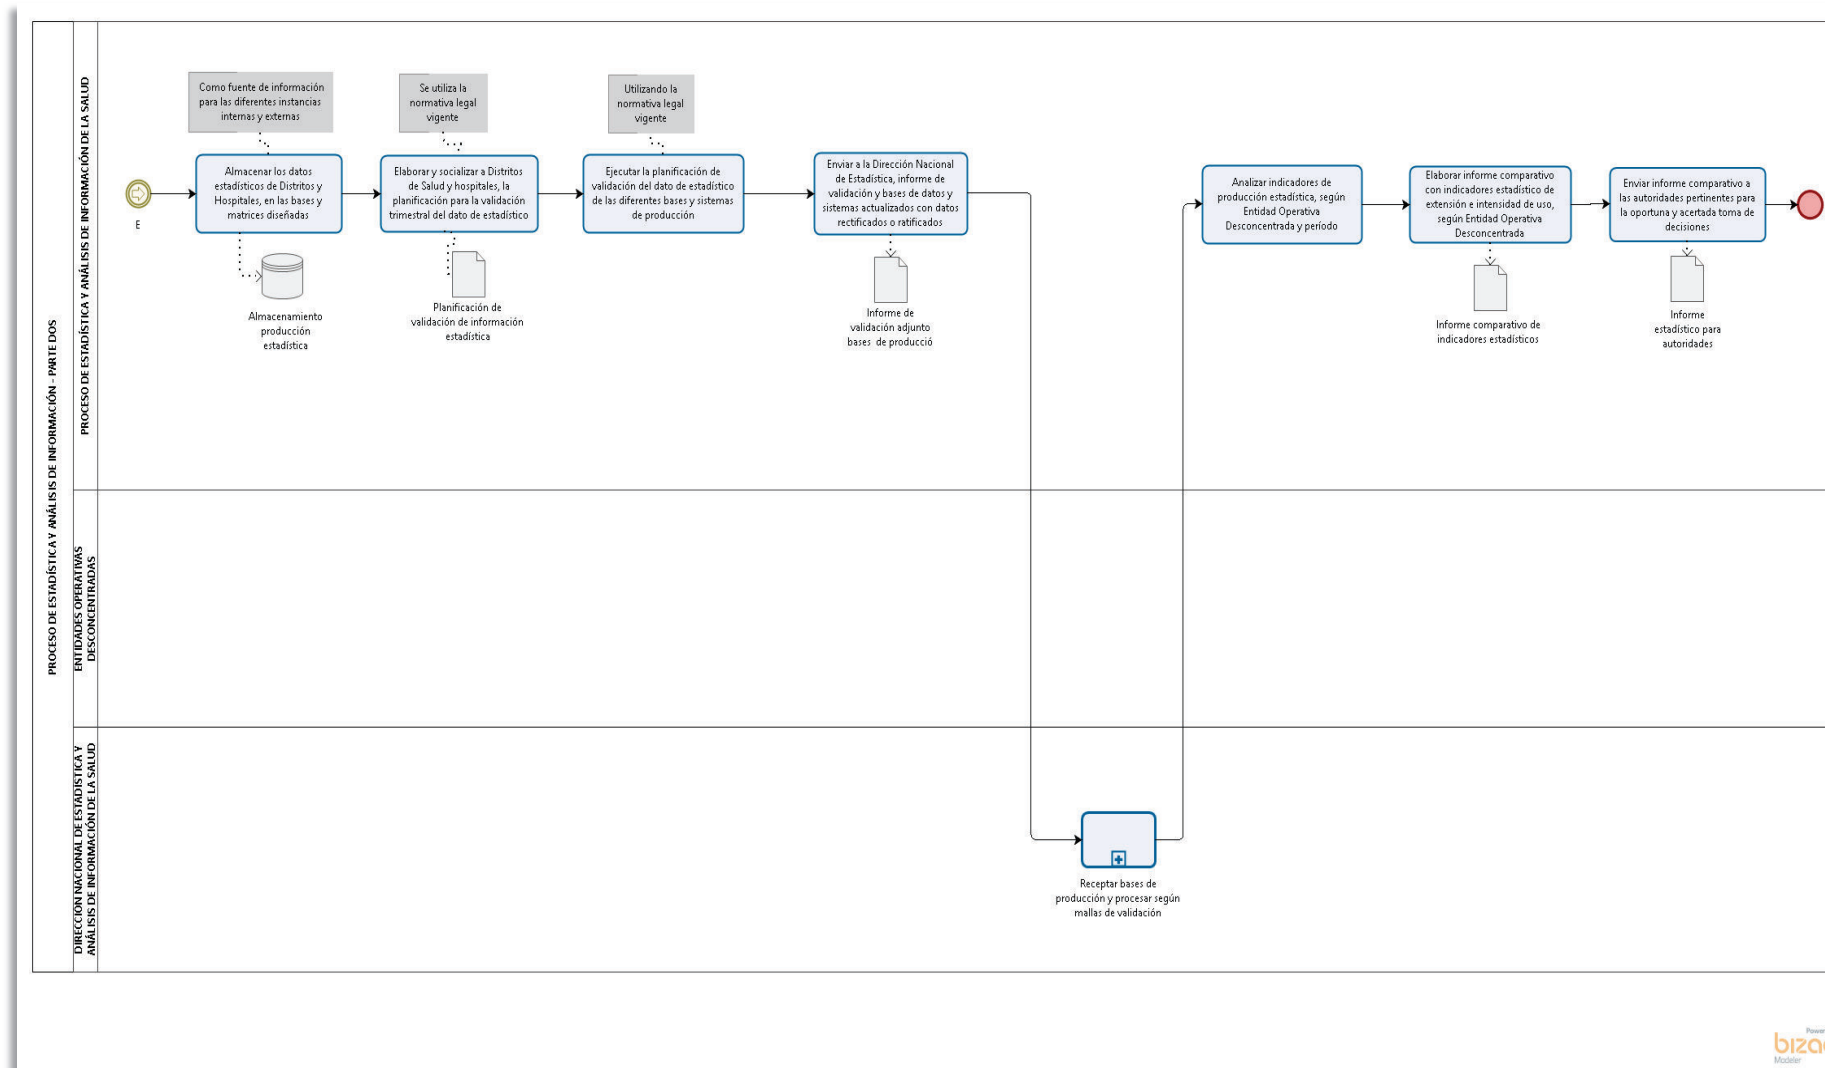 PROCESO DE ESTADÍSTICA Y ANÁLISIS DE INFORMACIÓN - PARTE DOS
PROCESO DE ESTADÍSTICA Y ANÁLISIS DE INFORMACIÓN DE LA SALUD
Como fuente de información
para las diferentes instancias
internas y externas
Se utiliza la
normativa legal
vigente
Utilizando la
normativa legal
vigente
E
Almacenar los datos
estadísticos de Distritos y
Hospitales, en las bases y
matrices diseñadas
Elaborar y socializar a Distritos
de Salud y hospitales, la
planificación para la validación
trimestral del dato de estadístico
Ejecutar la planificación de
validación del dato de estadístico
de las diferentes bases y sistemas
de producción
Enviar a la Dirección Nacional
de Estadística, informe de
validación y bases de datos y
sistemas actualizados con datos
rectificados o ratificados
Analizar indicadores de
producción estadística, según
Entidad Operativa
Desconcentrada y período
Elaborar informe comparativo
con indicadores estadístico de
extensión e intensidad de uso,
según Entidad Operativa
Desconcentrada
Enviar informe comparativo a
las autoridades pertinentes para
la oportuna y acertada toma de
decisiones
Almacenamiento
producción
estadística
Planificación de
validación de información
estadística
Informe de
validación adjunto
bases de producció
Informe comparativo de
indicadores estadísticos
Informe
estadístico para
autoridades
ENTIDADES OPERATIVAS
DESCONCENTRADAS
DIRECCIÓN NACIONAL DE ESTADÍSTICA Y
ANÁLISIS DE INFORMACIÓN DE LA SALUD
Receptar bases de
producción y procesar según
mallas de validación
Power
bizag
Modeler